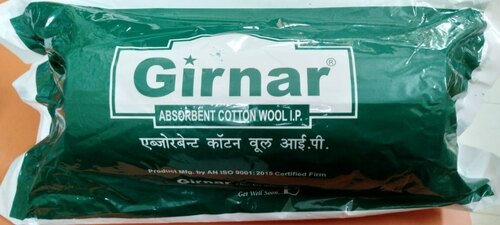 Girnar®
ABSORBENT COTTON WOOL I.P.
एब्जोरबेन्ट कॉटन वूल आई.पी.
Product Mfg. by AN ISO 9001:2015 Certified Firm
Girnar
Get Well Soon...